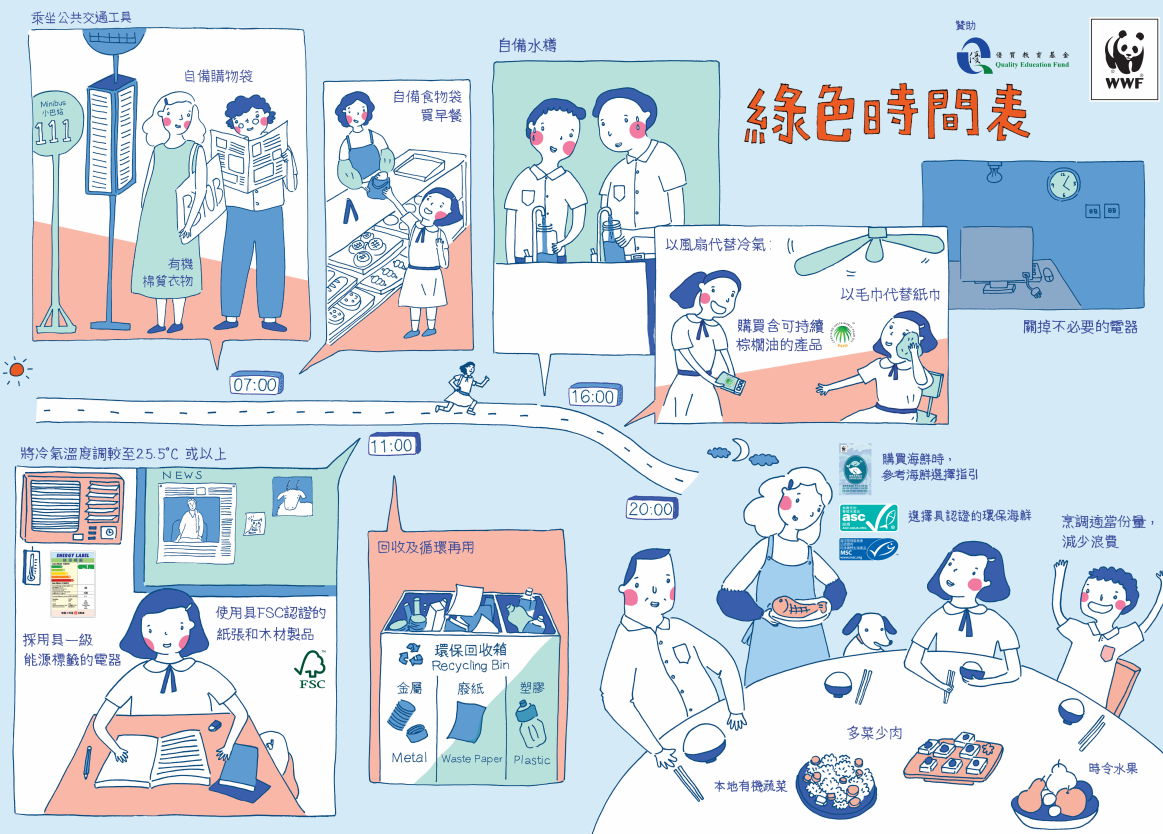 乘坐公共交通工具
自備購物袋
Minibus
小巴站
111
有機
棉質衣物
自備食物袋
買早餐
自備水樽
贊助
優質教育基金
Quality Education Fund
WWF
綠色時間表
以風扇代替冷氣
以毛巾代替紙巾
購買含可持續
棕櫚油的產品
關掉不必要的電器
07:00
16:00
11:00
20:00
將冷氣溫度調較至25.5°C 或以上
NEWS
ENERGY LABEL
採用具一級
能源標籤的電器
使用具FSC認證的
紙張和木材製品
FSC
回收及循環再用
環保回收箱
Recycling Bin
金屬
廢紙
塑膠
Metal
Waste Paper
Plastic
購買海鮮時，
參考海鮮選擇指引
asc
選擇具認證的環保海鮮
MSC
烹調適當份量，
減少浪費
多菜少肉
本地有機蔬菜
時令水果